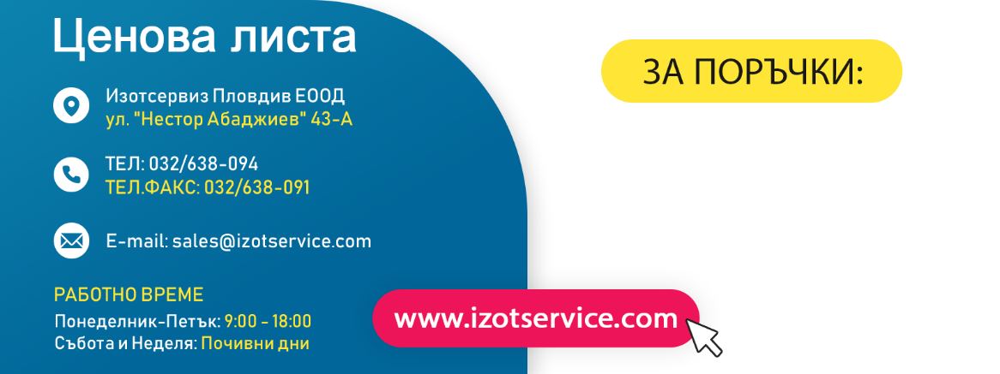 Ценова листа
Изотсервиз Пловдив ЕООД
ул. "Нестор Абаджиев" 43-А
ТЕЛ: 032/638-094
ТЕЛ.ФАКС: 032/638-091
E-mail: sales@izotservice.com
РАБОТНО ВРЕМЕ
Понеделник-Петък: 9:00 - 18:00
Събота и Неделя: Почивни дни
ЗА ПОРЪЧКИ:
www.izotservice.com